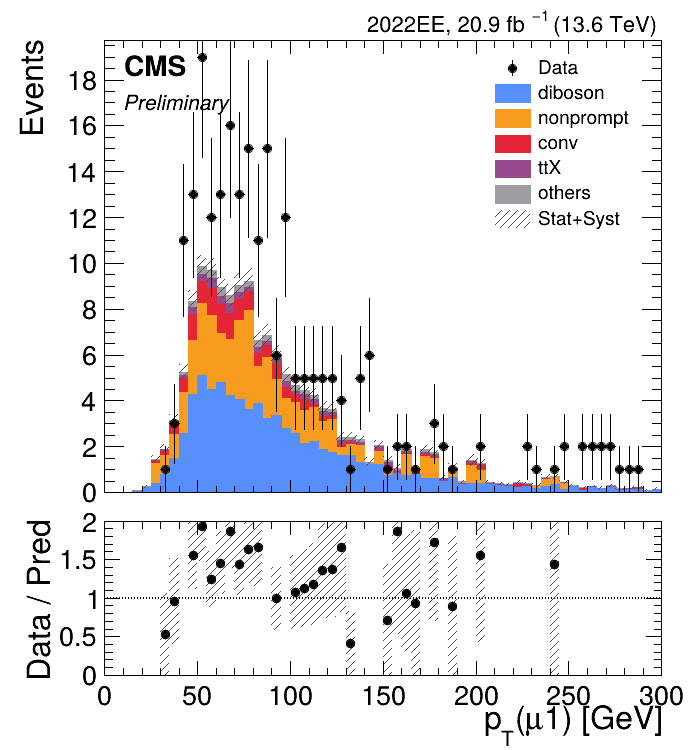 2022EE, 20.9 fb⁻¹ (13.6 TeV)
Events
CMS
Preliminary
Data
diboson
nonprompt
conv
ttX
others
Stat+Syst
18
16
14
12
10
8
6
4
2
0
Data / Pred
2
1.5
1
0.5
0
0 50 100 150 200 250 300
p_T(μ1) [GeV]